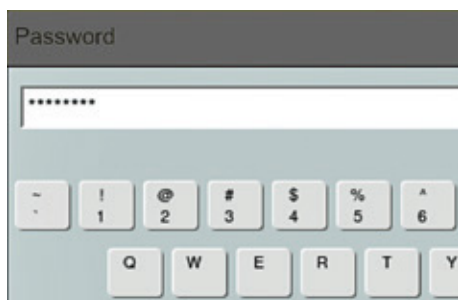 Password
********
~ ! @ # $ % ^
` 1 2 3 4 5 6
Q W E R T Y